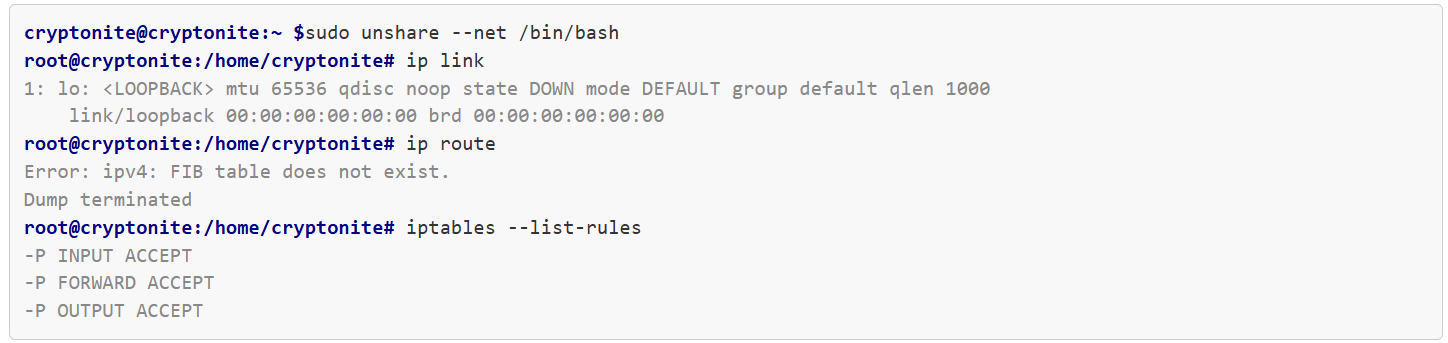 cryptonite@cryptonite:~ $sudo unshare --net /bin/bash
root@cryptonite:/home/cryptonite# ip link
1: lo: <LOOPBACK> mtu 65536 qdisc noop state DOWN mode DEFAULT group default qlen 1000
    link/loopback 00:00:00:00:00:00 brd 00:00:00:00:00:00
root@cryptonite:/home/cryptonite# ip route
Error: ipv4: FIB table does not exist.
Dump terminated
root@cryptonite:/home/cryptonite# iptables --list-rules
-P INPUT ACCEPT
-P FORWARD ACCEPT
-P OUTPUT ACCEPT